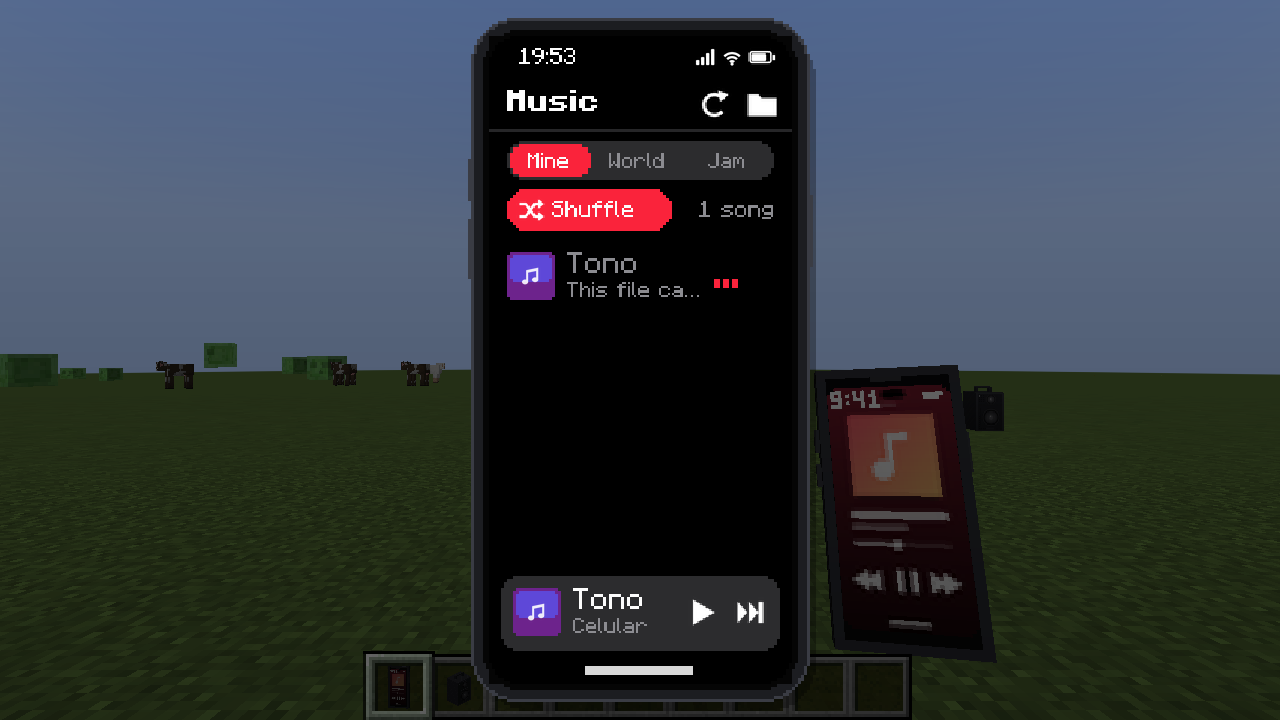 19:53
Music
Mine World Jam
Shuffle 1 song
Tono
This file ca...
Tono
Celular
9:41